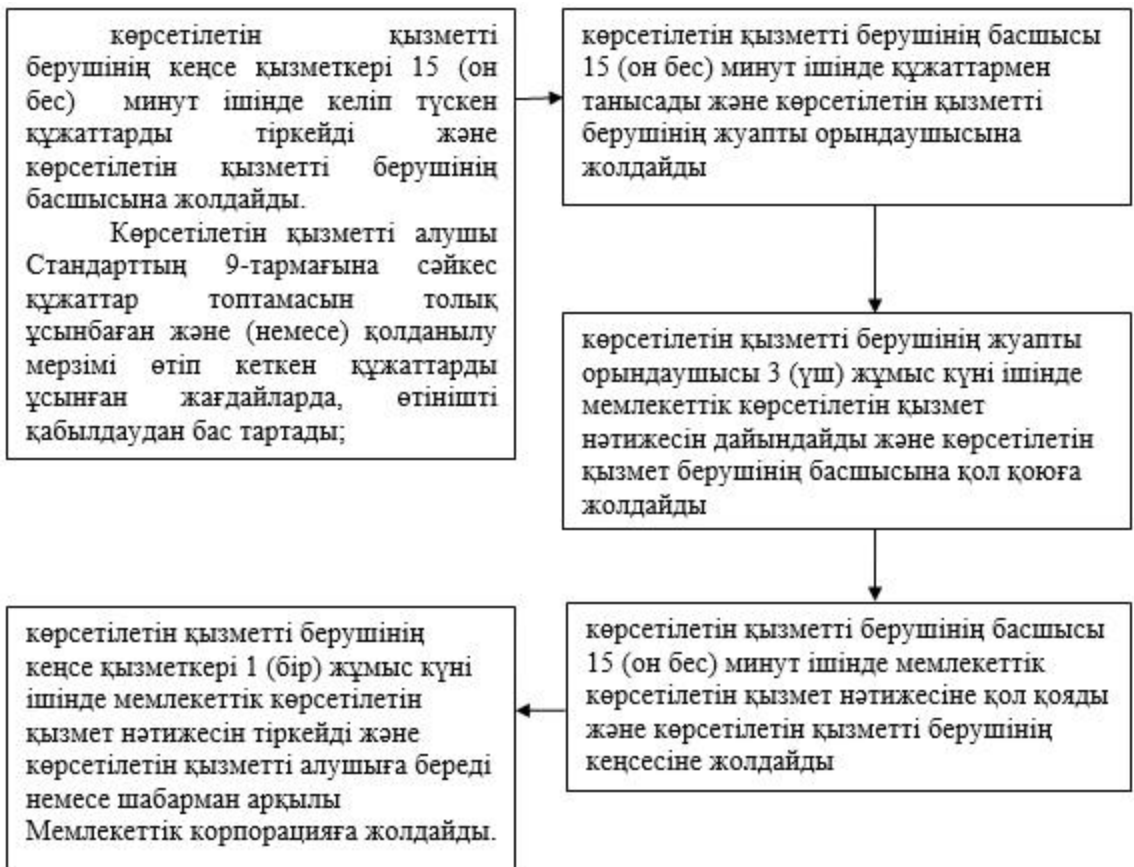 көрсетілетін қызметті
берушінің кеңсе қызметкері 15 (он
бес) минут ішінде келіп түскен
құжаттарды тіркейді және
көрсетілетін қызметті берушінің
басшысына жолдайды.
Көрсетілетін қызметті алушы
Стандарттың 9-тармағына сәйкес
құжаттар топтамасын толық
ұсынбаған және (немесе) қолданылу
мерзімі өтіп кеткен құжаттарды
ұсынған жағдайларда, өтінішті
қабылдаудан бас тартады;
көрсетілетін қызметті берушінің басшысы
15 (он бес) минут ішінде құжаттармен
танысады және көрсетілетін қызметті
берушінің жуапты орындаушысына
жолдайды
көрсетілетін қызметті берушінің жуапты
орындаушысы 3 (үш) жұмыс күні ішінде
мемлекеттік көрсетілетін қызмет
нәтижесін дайындайды және көрсетілетін
қызмет берушінің басшысына қол қоюға
жолдайды
көрсетілетін қызметті берушінің басшысы
15 (он бес) минут ішінде мемлекеттік
көрсетілетін қызмет нәтижесіне қол қояды
және көрсетілетін қызметті берушінің
кеңсесіне жолдайды
көрсетілетін қызметті берушінің
кеңсе қызметкері 1 (бір) жұмыс күні
ішінде мемлекеттік көрсетілетін
қызмет нәтижесін тіркейді және
көрсетілетін қызметті алушыға береді
немесе шабарман арқылы
Мемлекеттік корпорацияға жолдайды.